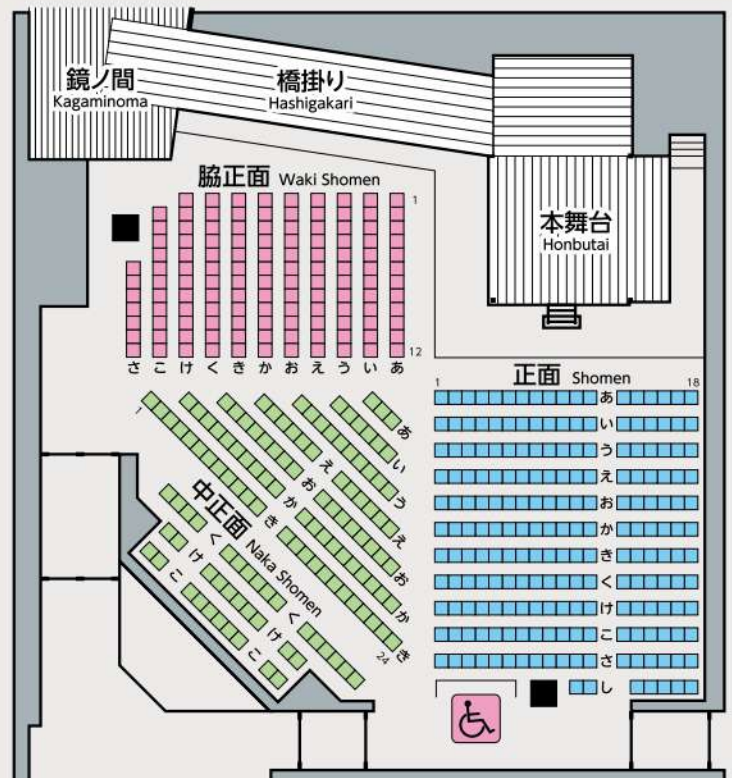 鏡ノ間
Kagaminoma
橋掛り
Hashigakari
本舞台
Honbutai
脇正面 Waki Shomen
1
12
さ こ け く き か お え う い あ
正面 Shomen
1
18
あ
い
う
え
お
か
き
く
け
こ
さ
し
中正面 Naka Shomen
1
あ
い
う
え
え
お
お
か
か
き
き
24
く
く
け
け
こ
こ